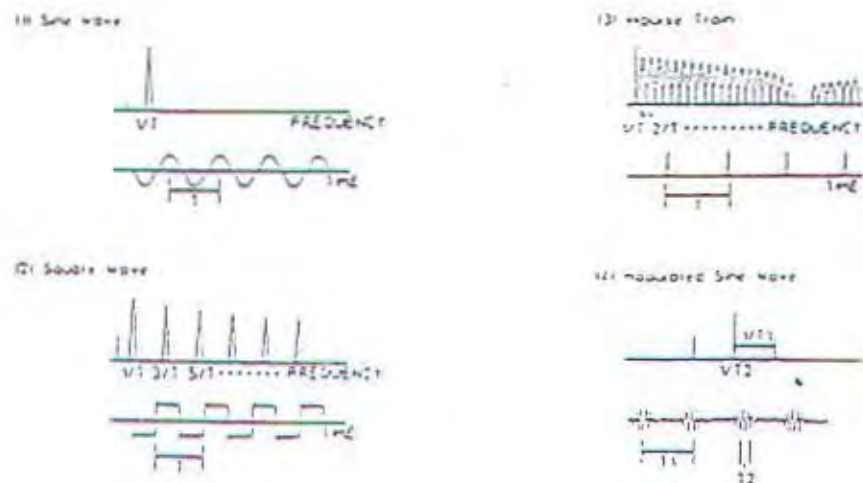 (1) Sine wave
1/T FREQUENCY
TIME
T
(2) Square wave
1/T 3/T 5/T ······ FREQUENCY
TIME
T
(3) Train
1/T 2/T ········· FREQUENCY
TIME
T
(4) Modulated Sine wave
1/T1
1/T2
T1
T2